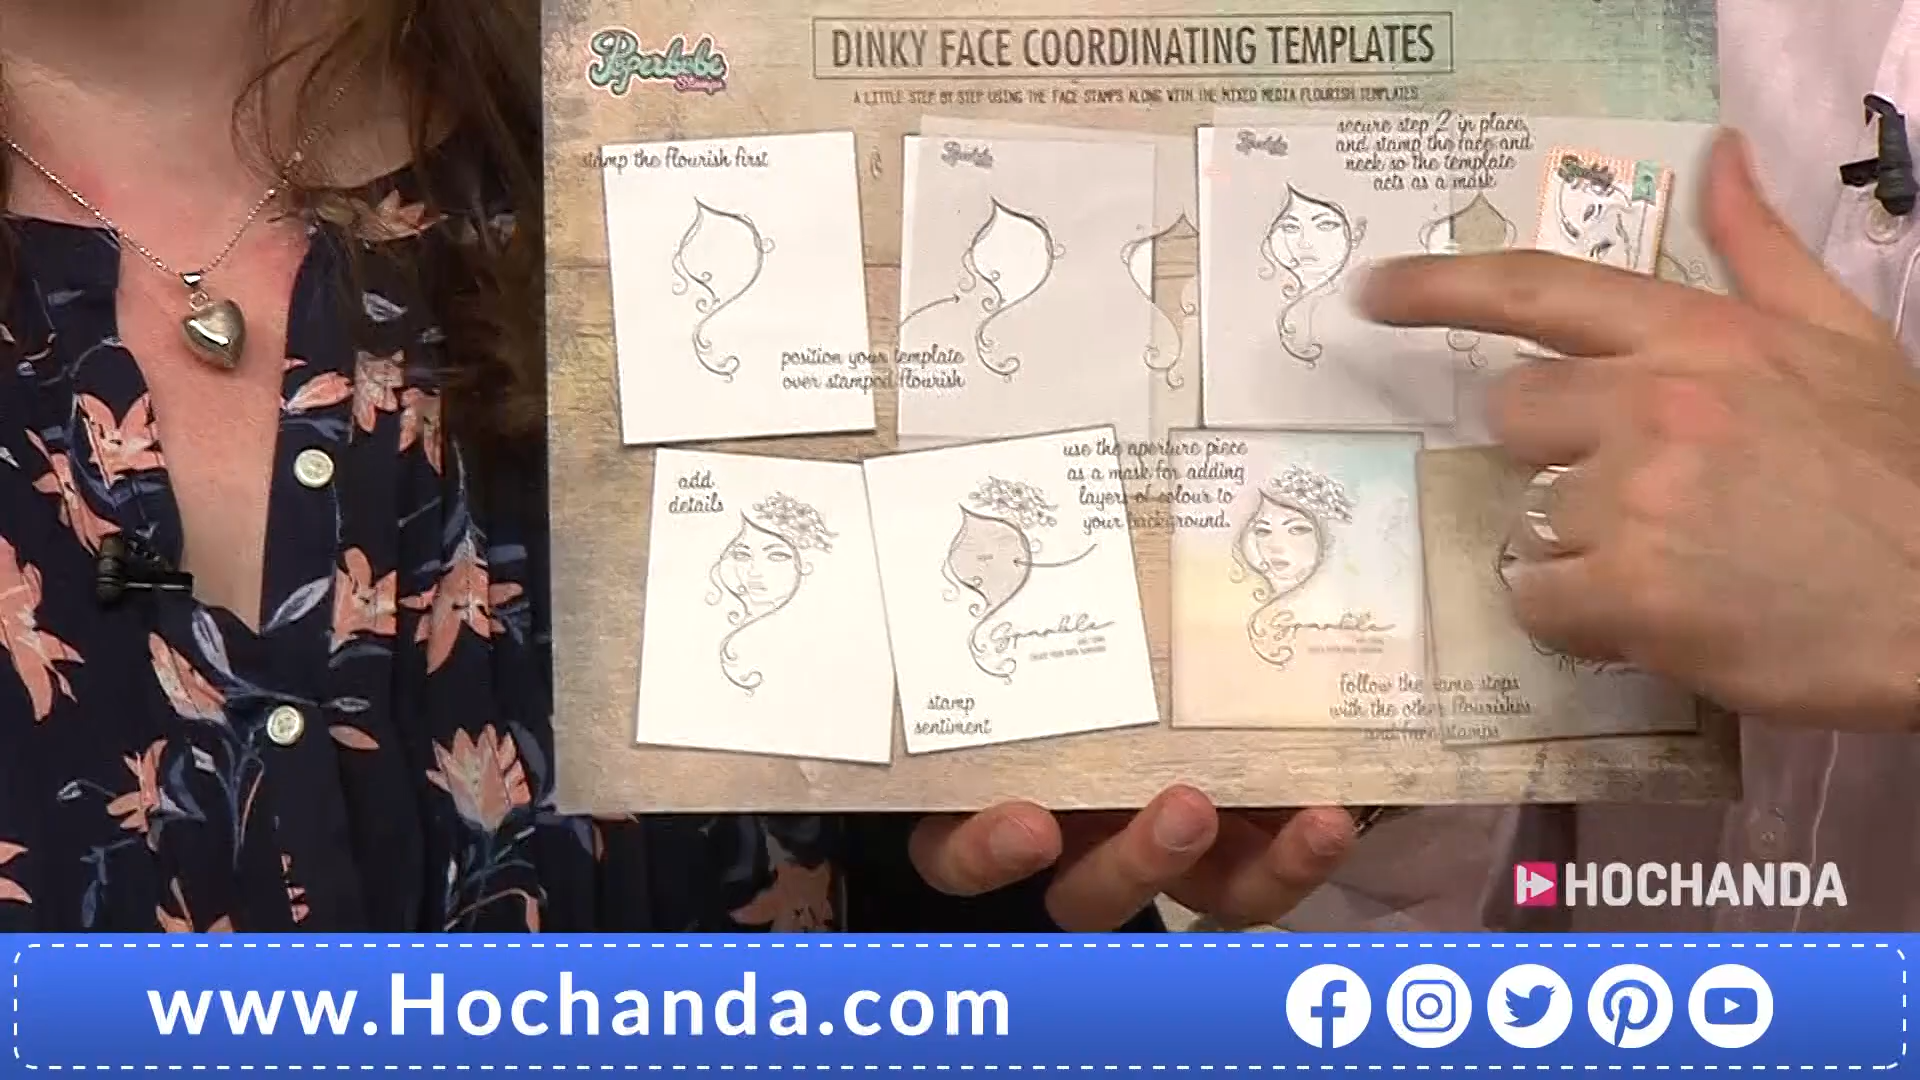 Paperbabe
Stamps
DINKY FACE COORDINATING TEMPLATES
A LITTLE STEP BY STEP USING THE FACE STAMPS ALONG WITH THE MIXED MEDIA FLOURISH TEMPLATES
stamp the flourish first
secure step 2 in place,
and stamp the face and
neck so the template
acts as a mask
position your template
over stamped flourish
add
details
use the aperture piece
as a mask for adding
layers of colour to
your background.
Sparkle
Sparkle
stamp
sentiment
follow the same steps
with the other flourishes
and face stamps
HOCHANDA
www.Hochanda.com